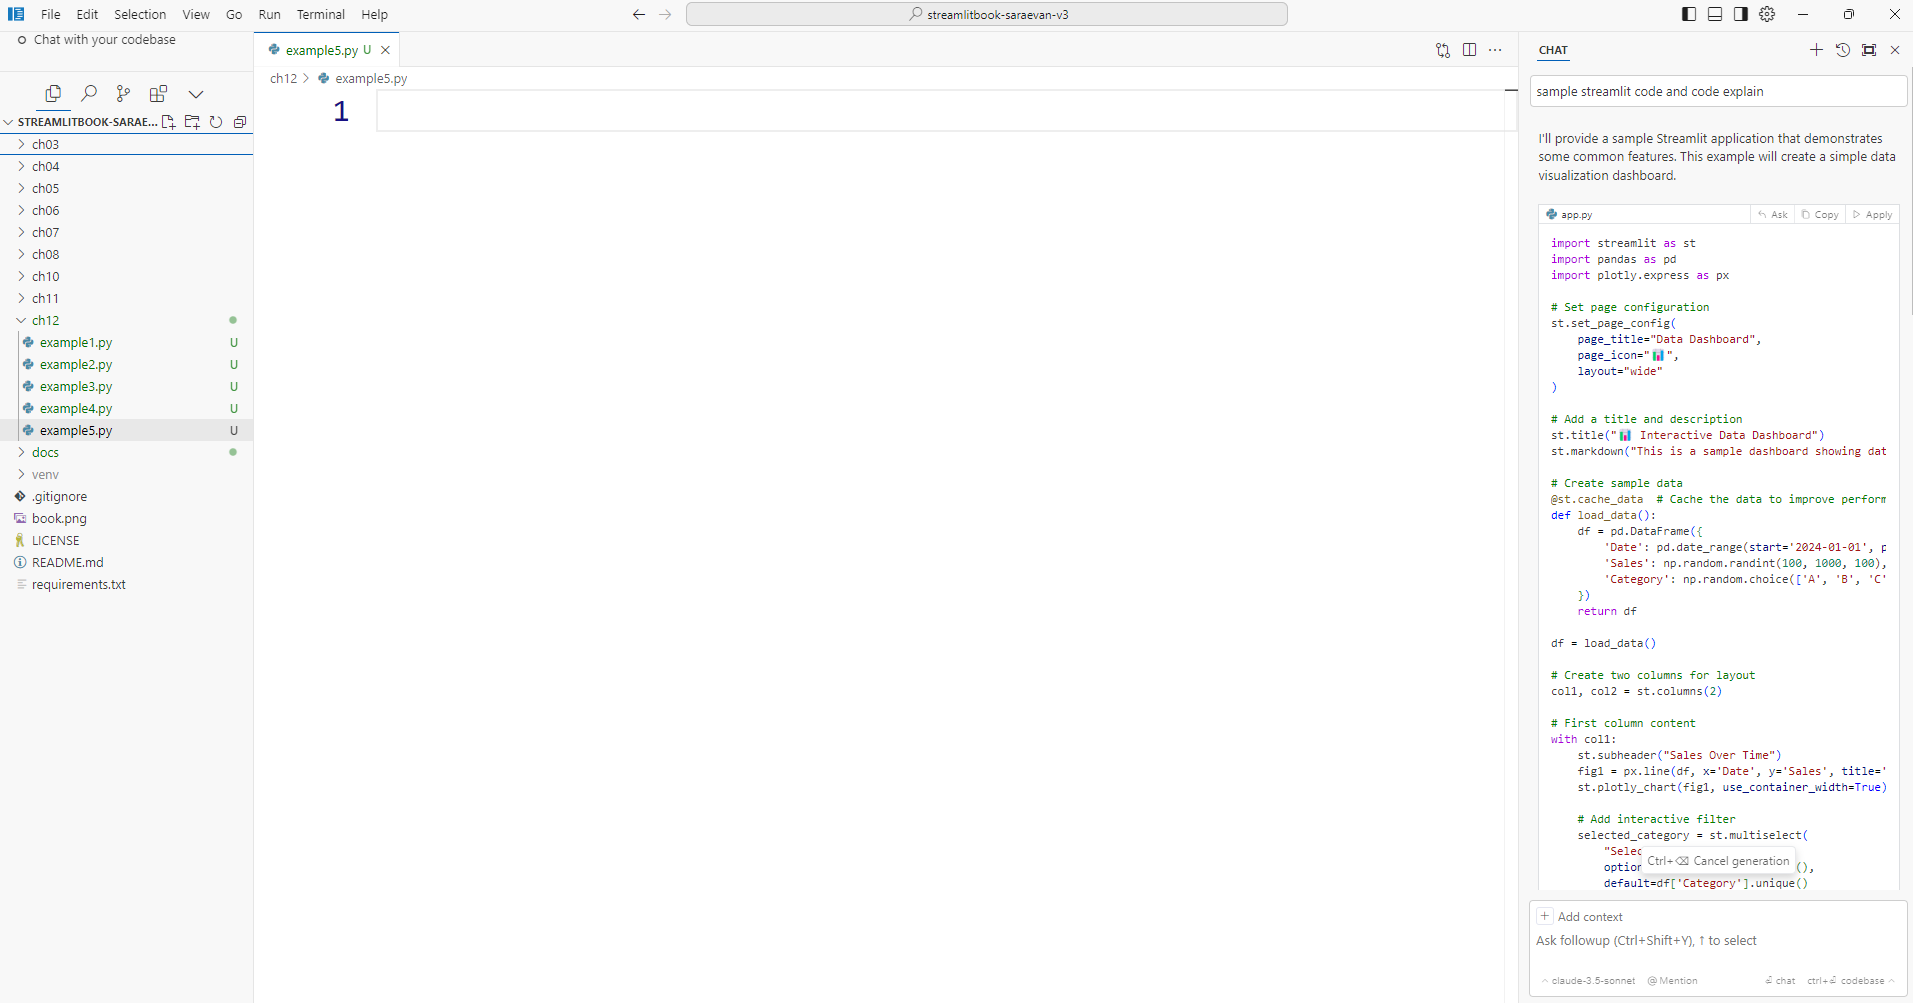 File Edit Selection View Go Run Terminal Help
streamlitbook-saraevan-v3
Chat with your codebase
STREAMLITBOOK-SARAE...
ch03
ch04
ch05
ch06
ch07
ch08
ch10
ch11
ch12
example1.py U
example2.py U
example3.py U
example4.py U
example5.py U
docs
venv
.gitignore
book.png
LICENSE
README.md
requirements.txt
example5.py U
ch12 > example5.py
1
CHAT
sample streamlit code and code explain
I'll provide a sample Streamlit application that demonstrates
some common features. This example will create a simple data
visualization dashboard.
app.py Ask Copy Apply
import streamlit as st
import pandas as pd
import plotly.express as px
# Set page configuration
st.set_page_config(
page_title="Data Dashboard",
page_icon="📊",
layout="wide"
)
# Add a title and description
st.title("📊 Interactive Data Dashboard")
st.markdown("This is a sample dashboard showing dat
# Create sample data
@st.cache_data # Cache the data to improve perform
def load_data():
df = pd.DataFrame({
'Date': pd.date_range(start='2024-01-01', p
'Sales': np.random.randint(100, 1000, 100),
'Category': np.random.choice(['A', 'B', 'C'
})
return df
df = load_data()
# Create two columns for layout
col1, col2 = st.columns(2)
# First column content
with col1:
st.subheader("Sales Over Time")
fig1 = px.line(df, x='Date', y='Sales', title='
st.plotly_chart(fig1, use_container_width=True)
# Add interactive filter
selected_category = st.multiselect(
"Selec
option (),
Ctrl+⌫ Cancel generation
default=df['Category'].unique()
+ Add context
Ask followup (Ctrl+Shift+Y), ↑ to select
claude-3.5-sonnet @ Mention ⏎ chat ctrl+⏎ codebase